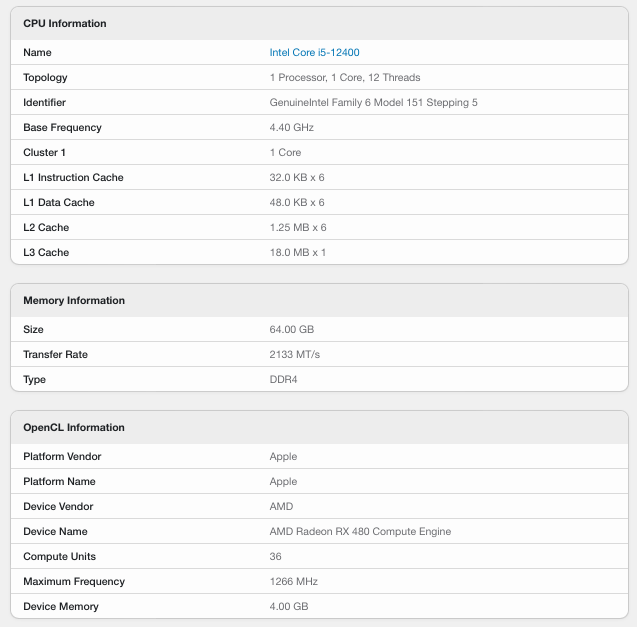 CPU Information
Name Intel Core i5-12400
Topology 1 Processor, 1 Core, 12 Threads
Identifier GenuineIntel Family 6 Model 151 Stepping 5
Base Frequency 4.40 GHz
Cluster 1 1 Core
L1 Instruction Cache 32.0 KB x 6
L1 Data Cache 48.0 KB x 6
L2 Cache 1.25 MB x 6
L3 Cache 18.0 MB x 1
Memory Information
Size 64.00 GB
Transfer Rate 2133 MT/s
Type DDR4
OpenCL Information
Platform Vendor Apple
Platform Name Apple
Device Vendor AMD
Device Name AMD Radeon RX 480 Compute Engine
Compute Units 36
Maximum Frequency 1266 MHz
Device Memory 4.00 GB